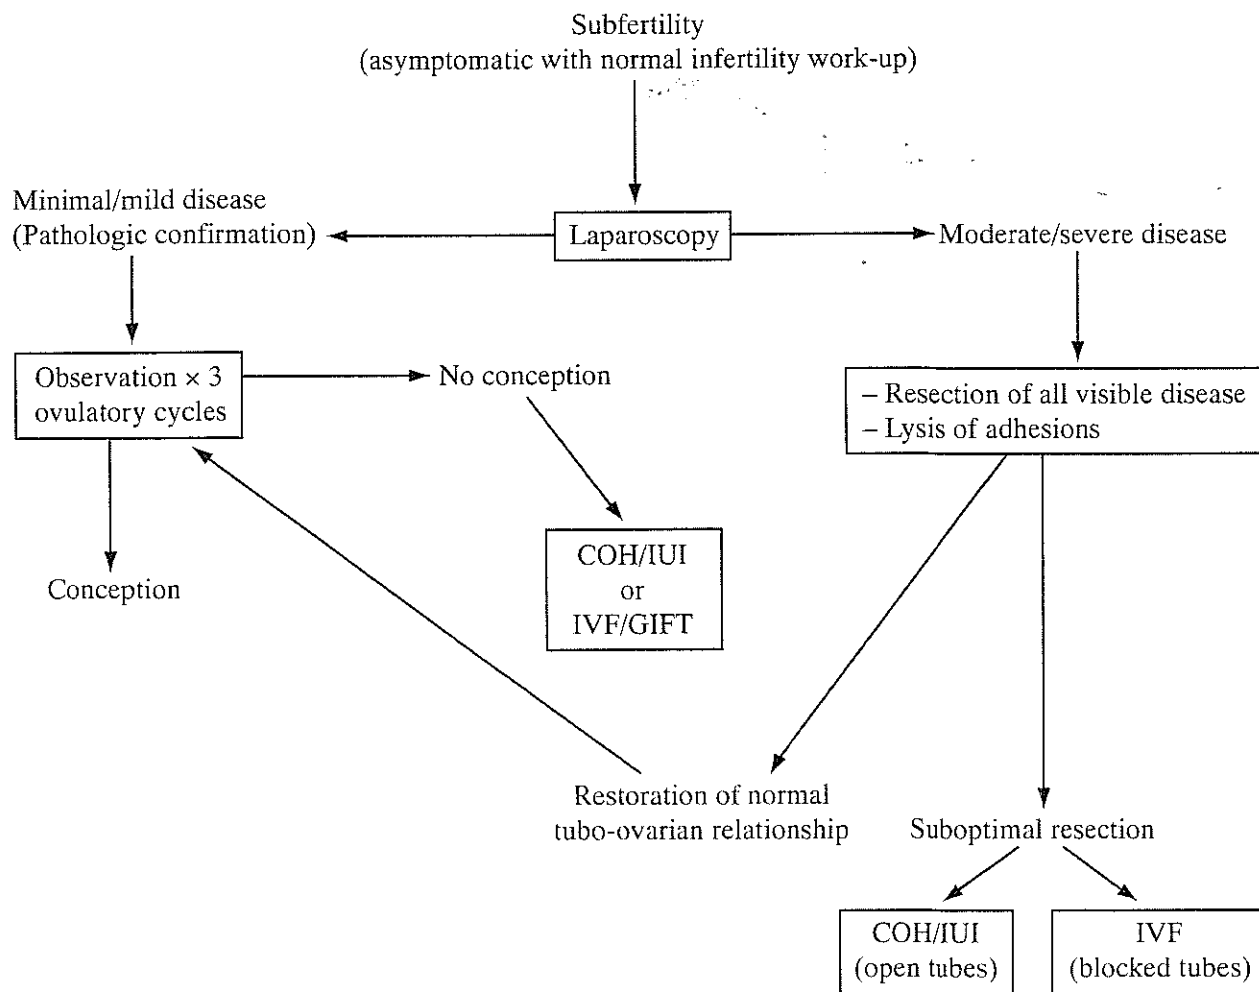 Subfertility
(asymptomatic with normal infertility work-up)
Minimal/mild disease
(Pathologic confirmation)
Laparoscopy
Moderate/severe disease
Observation × 3
ovulatory cycles
No conception
– Resection of all visible disease
– Lysis of adhesions
Conception
COH/IUI
or
IVF/GIFT
Restoration of normal
tubo-ovarian relationship
Suboptimal resection
COH/IUI
(open tubes)
IVF
(blocked tubes)